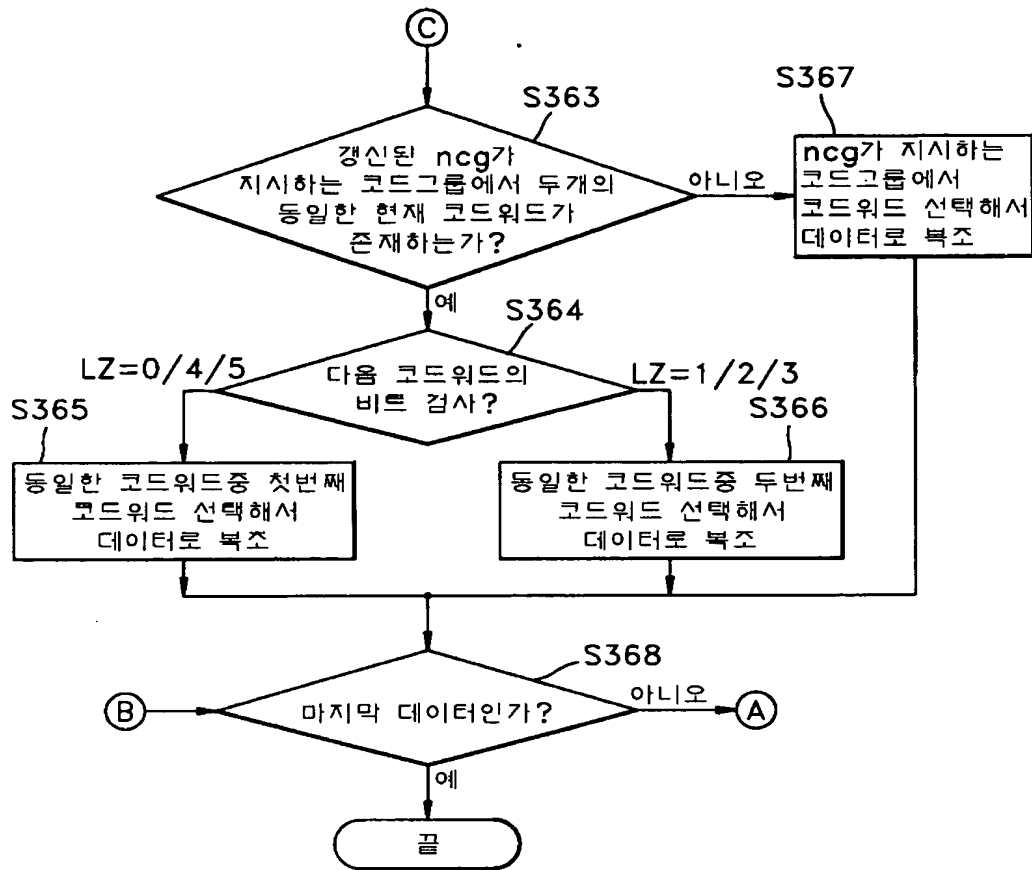 C
S363
S367
갱신된 ncg가
지시하는 코드그룹에서 두개의
동일한 현재 코드워드가
존재하는가?
아니오
ncg가 지시하는
코드그룹에서
코드워드 선택해서
데이터로 복조
예
S364
LZ=0/4/5
다음 코드워드의
비트 검사?
LZ=1/2/3
S365
S366
동일한 코드워드중 첫번째
코드워드 선택해서
데이터로 복조
동일한 코드워드중 두번째
코드워드 선택해서
데이터로 복조
S368
B
마지막 데이터인가?
아니오
A
예
끝